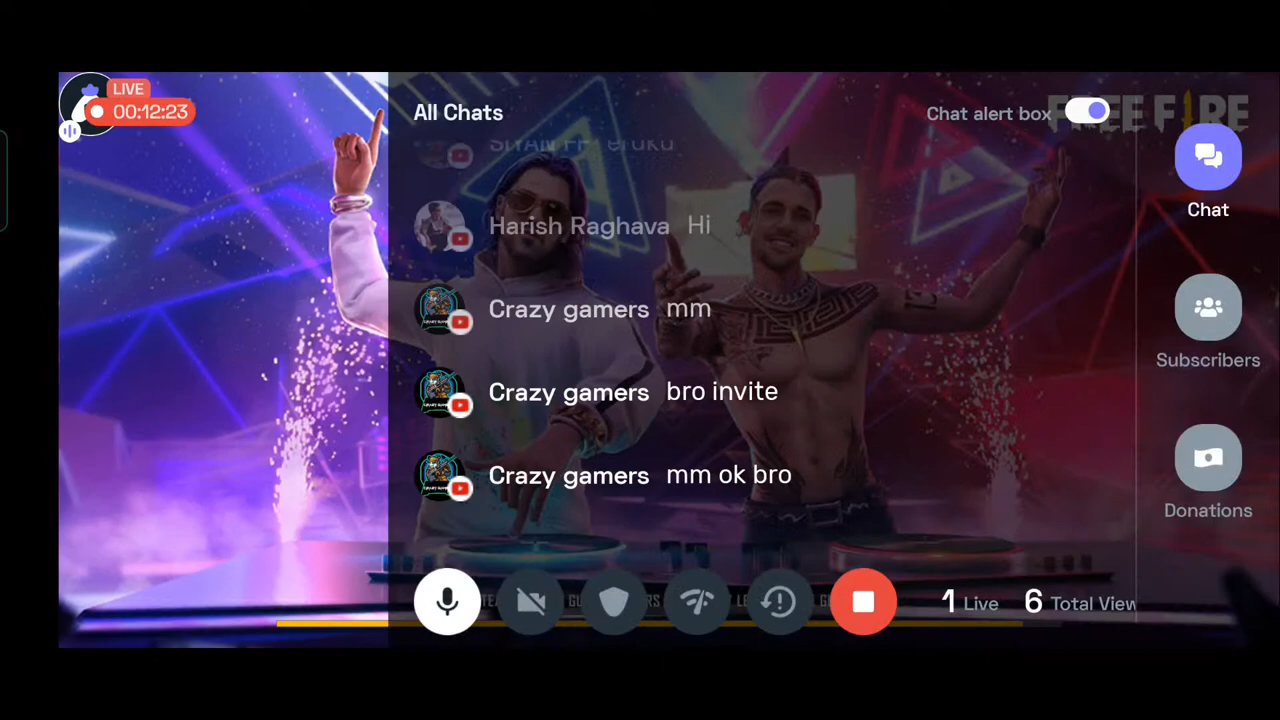 LIVE
00:12:23
All Chats
Chat alert box
FREE FIRE
Harish Raghava Hi
Chat
Crazy gamers mm
Subscribers
Crazy gamers bro invite
Crazy gamers mm ok bro
Donations
1 Live 6 Total View